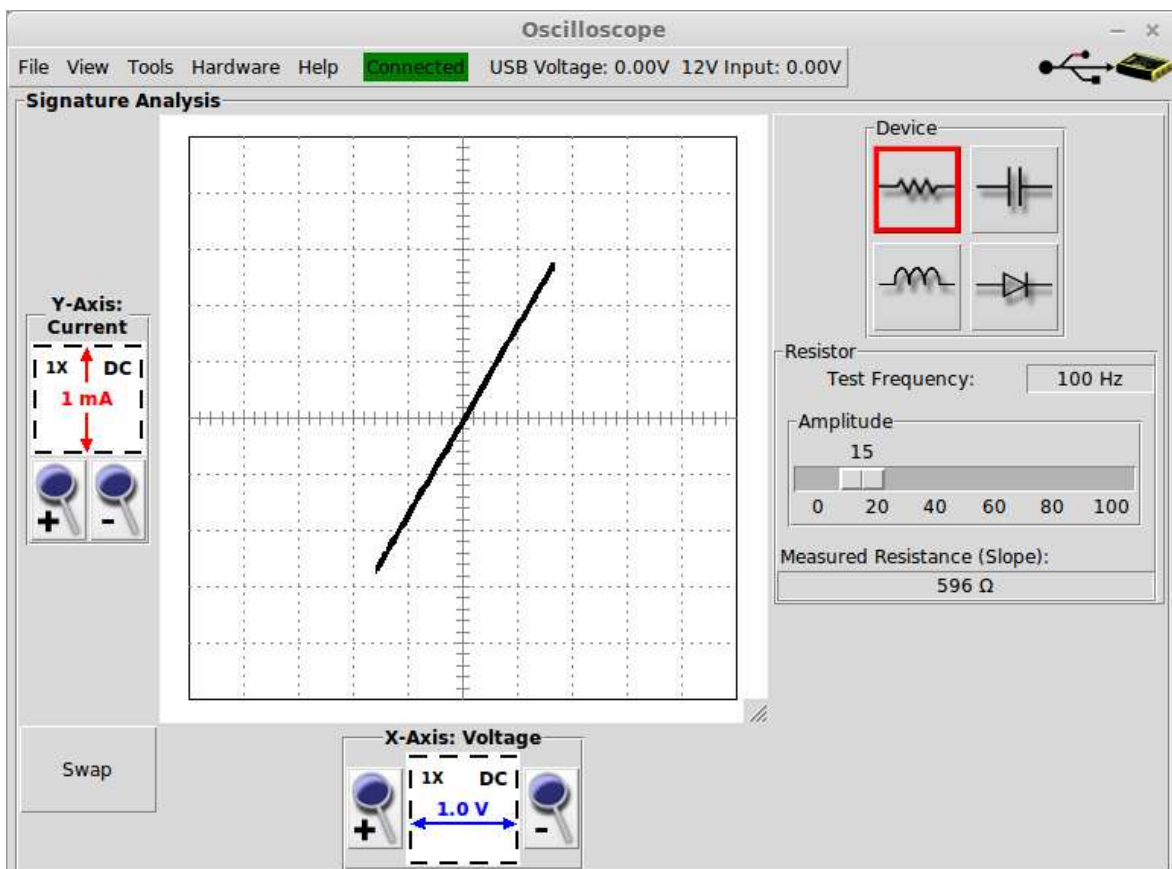 Oscilloscope
File View Tools Hardware Help Connected USB Voltage: 0.00V 12V Input: 0.00V
Signature Analysis
Y-Axis:
Current
1X DC
1 mA
+ -
Swap
X-Axis: Voltage
1X DC
1.0 V
+ -
Device
Resistor
Test Frequency: 100 Hz
Amplitude
15
0 20 40 60 80 100
Measured Resistance (Slope):
596 Ω